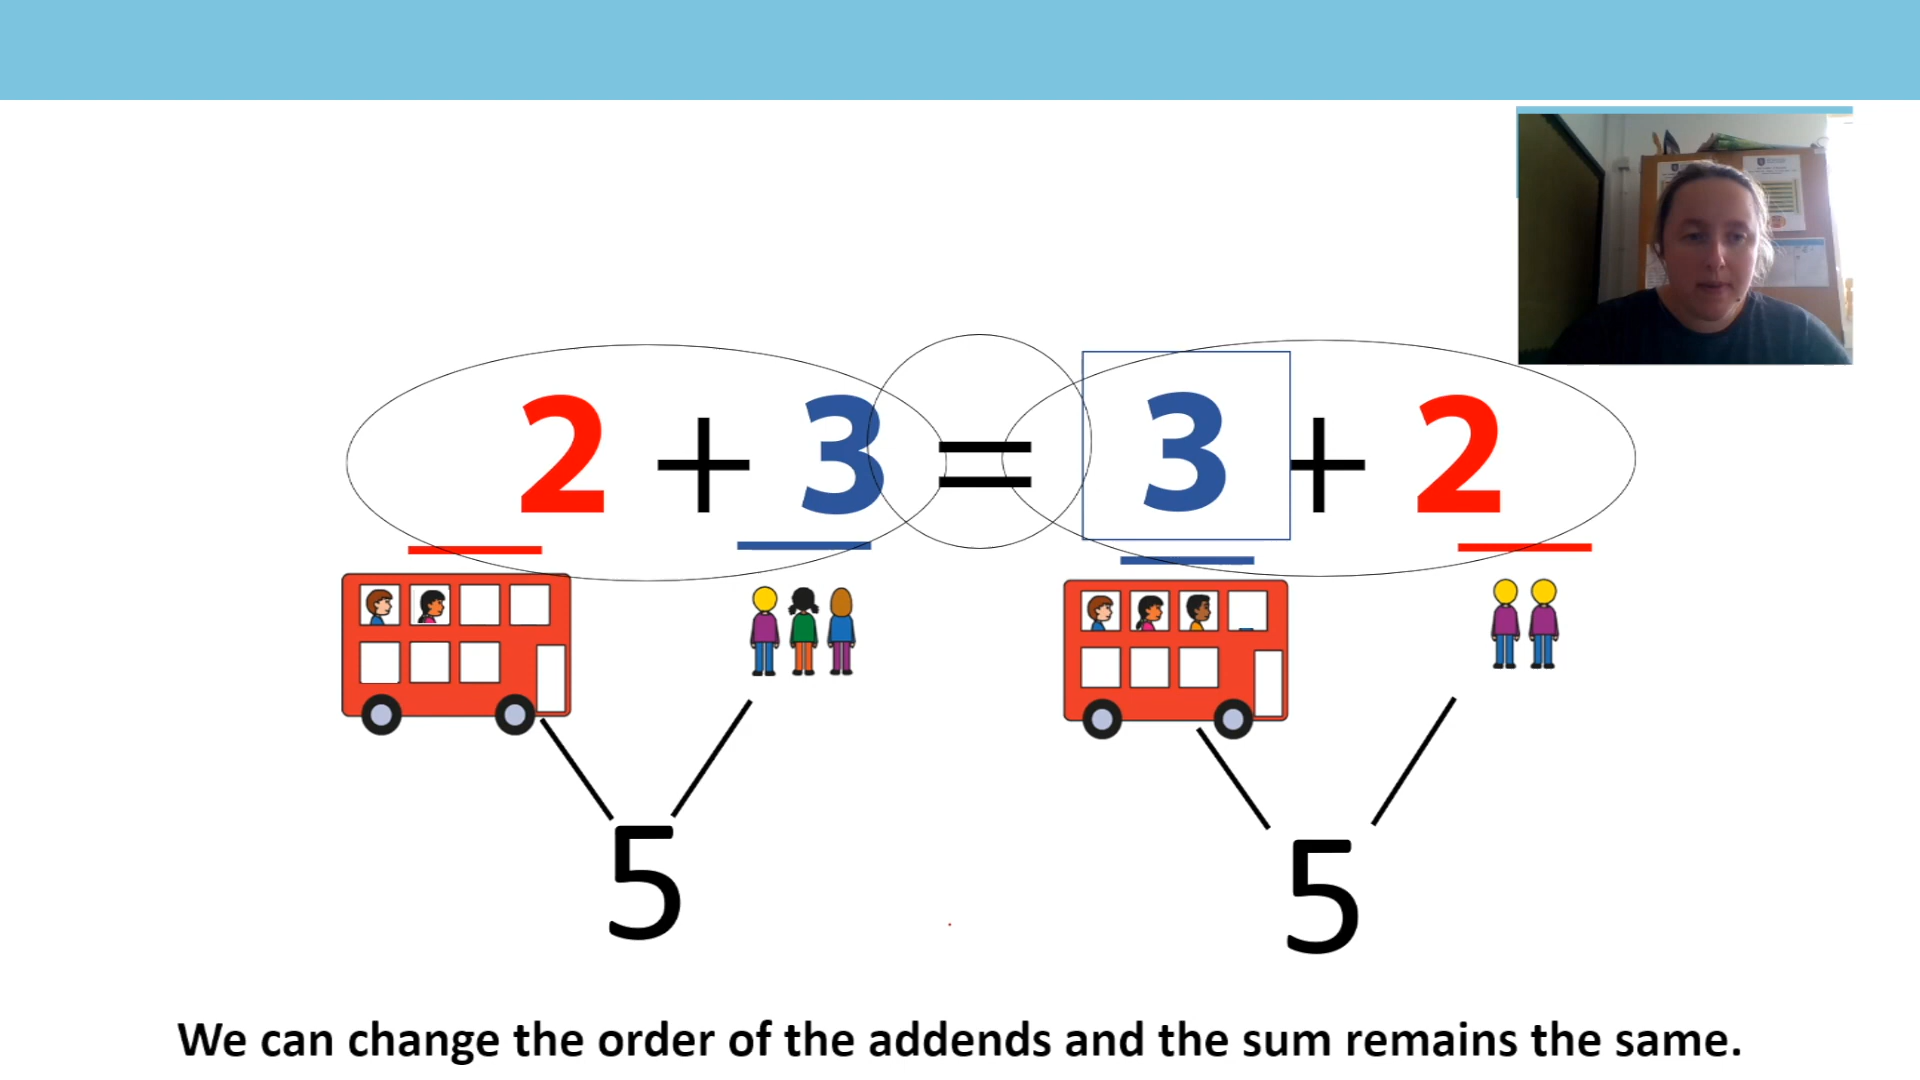 2 + 3 = 3 + 2
5 5
We can change the order of the addends and the sum remains the same.